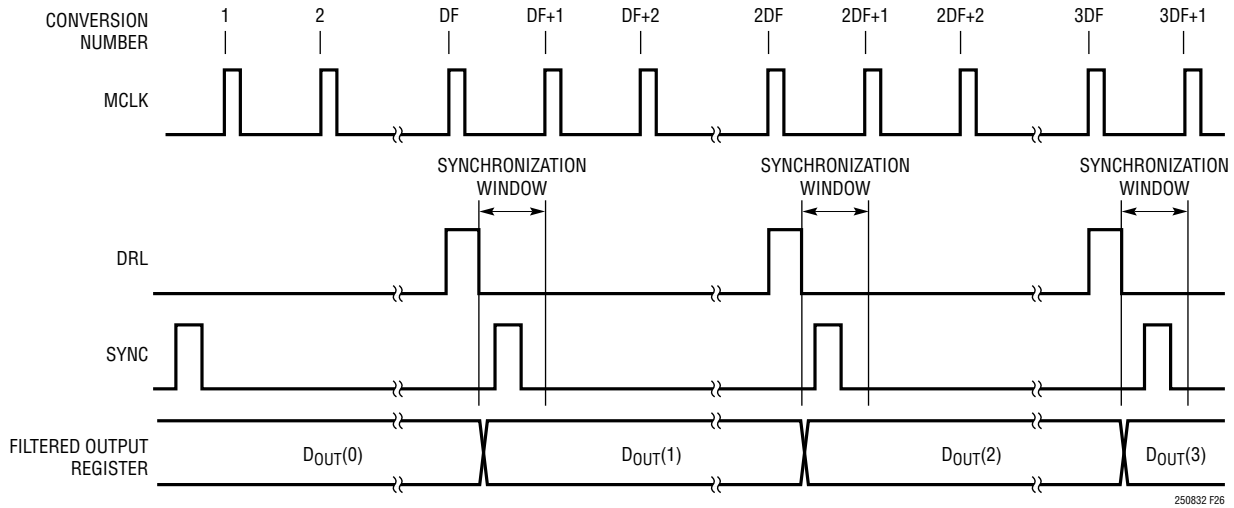 CONVERSION
NUMBER
1 2 DF DF+1 DF+2 2DF 2DF+1 2DF+2 3DF 3DF+1
MCLK
SYNCHRONIZATION
WINDOW
SYNCHRONIZATION
WINDOW
SYNCHRONIZATION
WINDOW
DRL
SYNC
FILTERED OUTPUT
REGISTER
DOUT(0) DOUT(1) DOUT(2) DOUT(3)
250832 F26